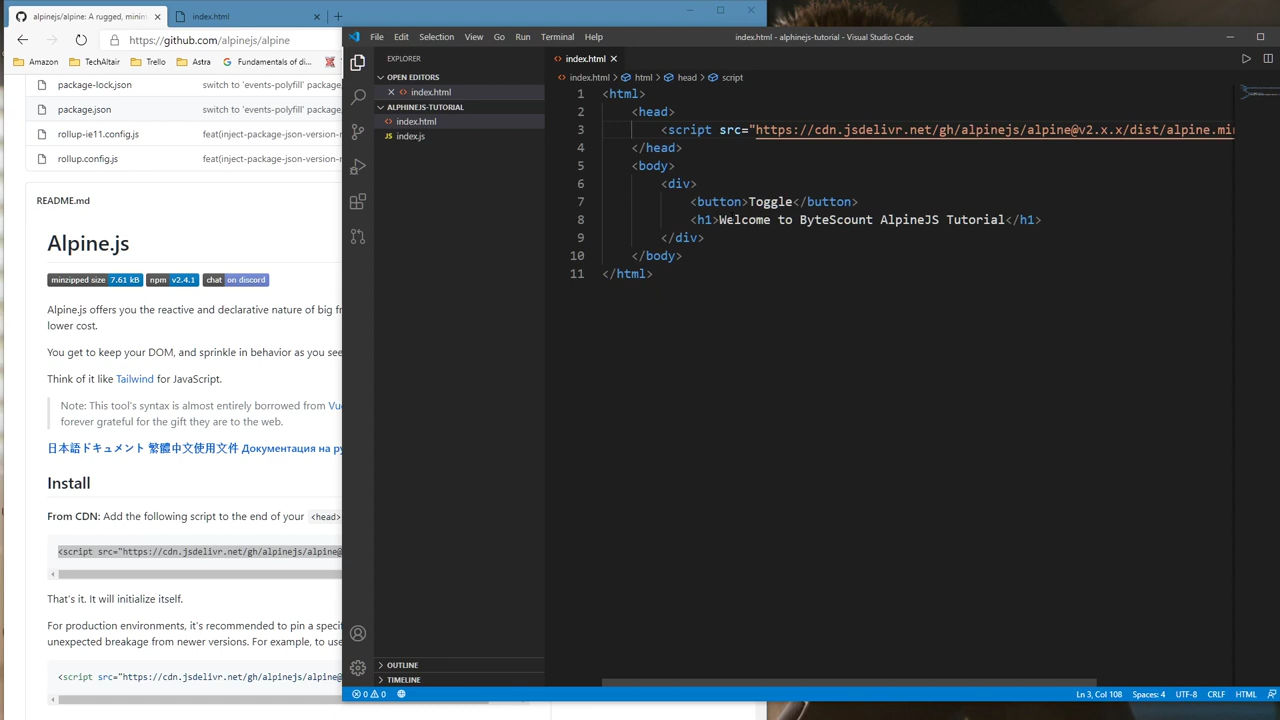 alpinejs/alpine: A rugged, minim
index.html
https://github.com/alpinejs/alpine
Amazon
TechAltair
Trello
Astra
Fundamentals of di...
package-lock.json
switch to 'events-polyfill' package
package.json
switch to 'events-polyfill' package
rollup-ie11.config.js
feat(inject-package-json-version-r
rollup.config.js
feat(inject-package-json-version-r
README.md
Alpine.js
minzipped size 7.61 kB
npm v2.4.1
chat on discord
Alpine.js offers you the reactive and declarative nature of big fr
lower cost.
You get to keep your DOM, and sprinkle in behavior as you see
Think of it like Tailwind for JavaScript.
Note: This tool's syntax is almost entirely borrowed from Vue
forever grateful for the gift they are to the web.
日本語ドキュメント 繁體中文使用文件 Документация на ру
Install
From CDN: Add the following script to the end of your <head>
<script src="https://cdn.jsdelivr.net/gh/alpinejs/alpine@
That's it. It will initialize itself.
For production environments, it's recommended to pin a specif
unexpected breakage from newer versions. For example, to use
<script src="https://cdn.jsdelivr.net/gh/alpinejs/alpine@
File Edit Selection View Go Run Terminal Help
index.html - alphinejs-tutorial - Visual Studio Code
EXPLORER
OPEN EDITORS
index.html
ALPHINEJS-TUTORIAL
index.html
JS index.js
OUTLINE
TIMELINE
index.html
index.html > html > head > script
1 <html>
2 <head>
3 <script src="https://cdn.jsdelivr.net/gh/alpinejs/alpine@v2.x.x/dist/alpine.min
4 </head>
5 <body>
6 <div>
7 <button>Toggle</button>
8 <h1>Welcome to ByteScount AlpineJS Tutorial</h1>
9 </div>
10 </body>
11 </html>
0 0
Ln 3, Col 108
Spaces: 4
UTF-8
CRLF
HTML